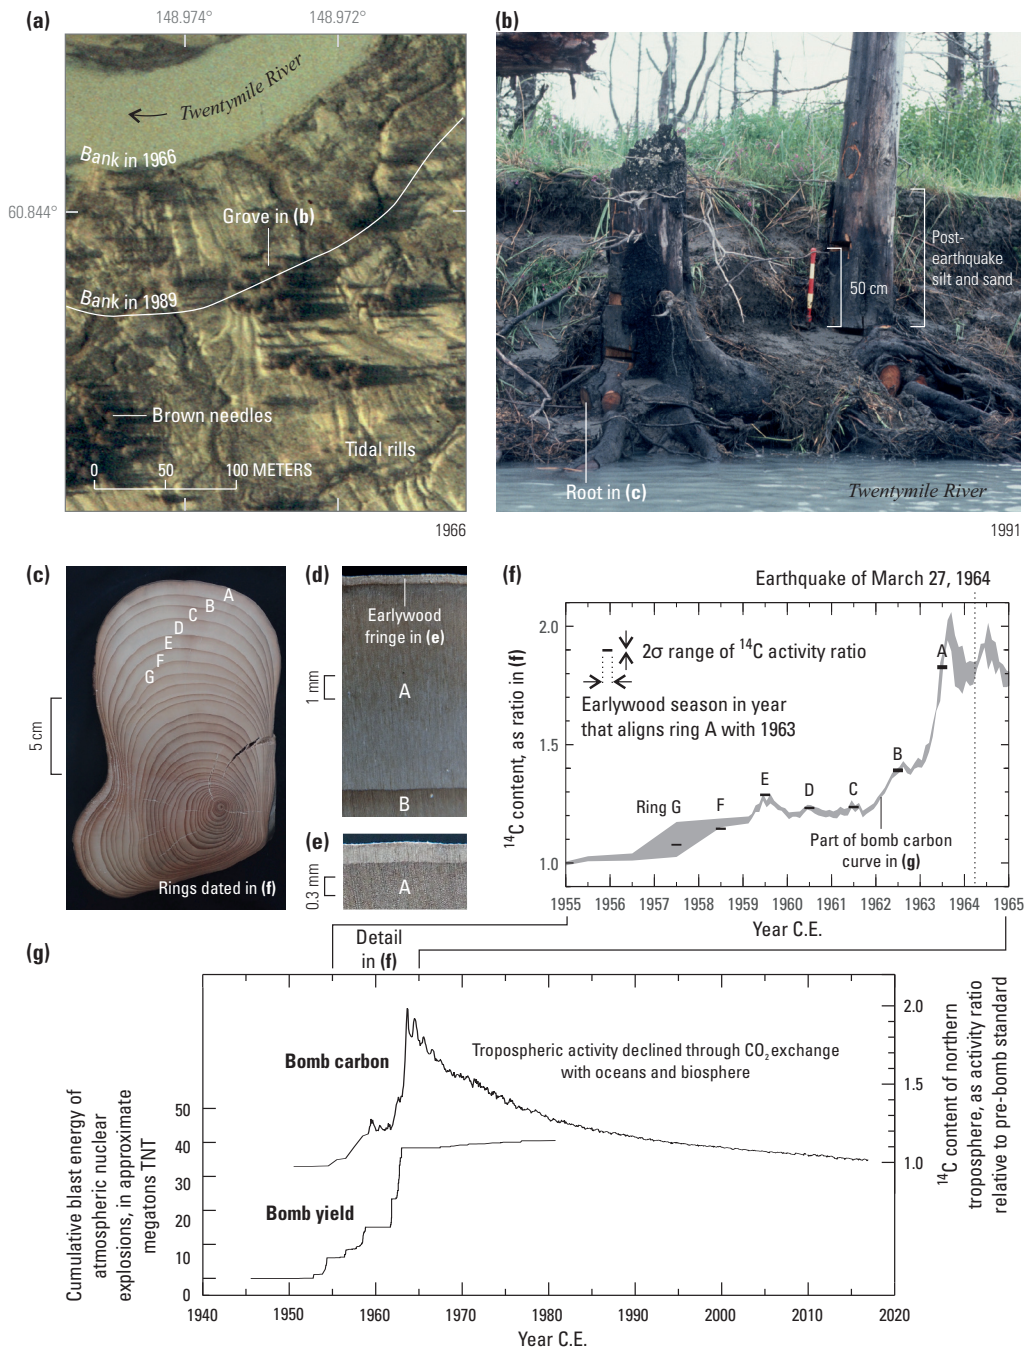 (a)
148.974°
148.972°
Twentymile River
Bank in 1966
60.844°
Grove in (b)
Bank in 1989
Brown needles
Tidal rills
0 50 100 METERS
1966
(b)
Post-
earthquake
silt and sand
50 cm
Root in (c)
Twentymile River
1991
(c)
A
B
C
D
E
F
G
5 cm
Rings dated in (f)
(d)
Earlywood
fringe in (e)
1 mm
A
B
(e)
0.3 mm
A
(f)
Earthquake of March 27, 1964
14C content, as ratio in (f)
2.0
1.5
1.0
2σ range of 14C activity ratio
Earlywood season in year
that aligns ring A with 1963
A
B
C
D
E
F
Ring G
Part of bomb carbon
curve in (g)
1955 1956 1957 1958 1959 1960 1961 1962 1963 1964 1965
Year C.E.
(g)
Detail
in (f)
Bomb carbon
Tropospheric activity declined through CO2 exchange
with oceans and biosphere
Bomb yield
Cumulative blast energy of
atmospheric nuclear
explosions, in approximate
megatons TNT
50
40
30
20
10
0
2.0
1.5
1.0
14C content of northern
troposphere, as activity ratio
relative to pre-bomb standard
1940 1950 1960 1970 1980 1990 2000 2010 2020
Year C.E.